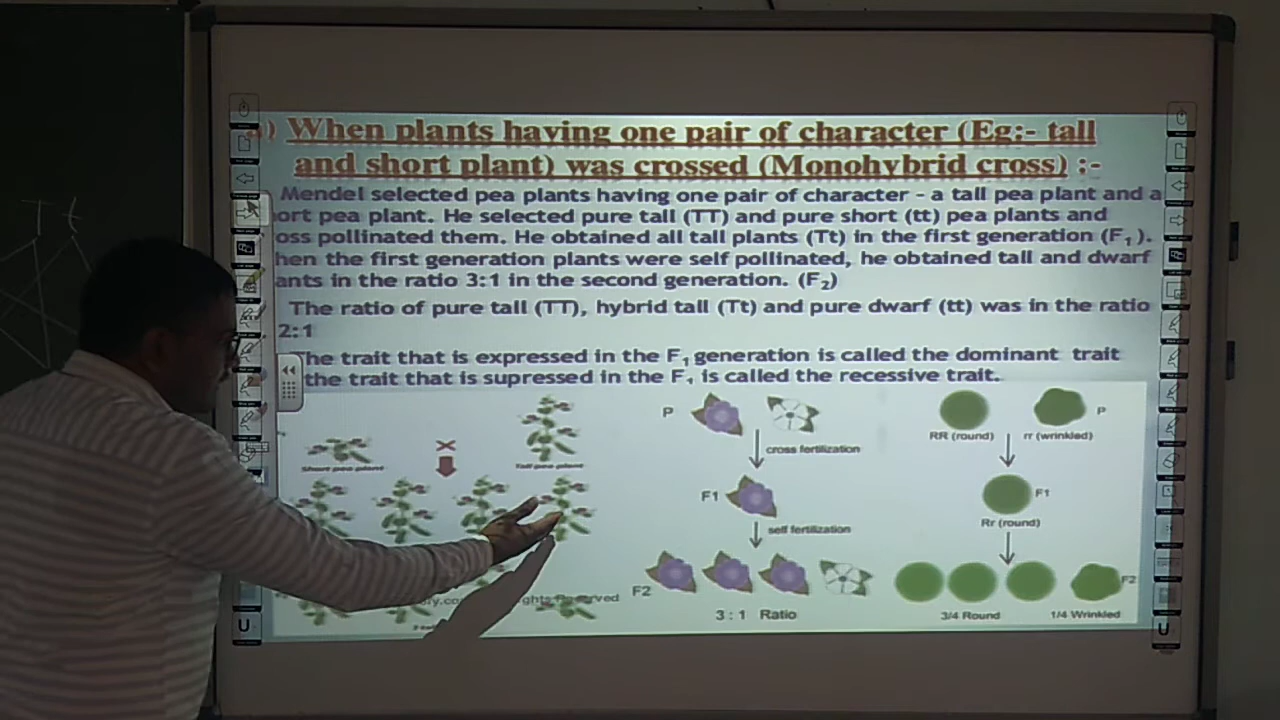 ) When plants having one pair of character (Eg:- tall
and short plant) was crossed (Monohybrid cross) :-
Mendel selected pea plants having one pair of character - a tall pea plant and a
ort pea plant. He selected pure tall (TT) and pure short (tt) pea plants and
oss pollinated them. He obtained all tall plants (Tt) in the first generation (F₁).
hen the first generation plants were self pollinated, he obtained tall and dwarf
ants in the ratio 3:1 in the second generation. (F₂)
The ratio of pure tall (TT), hybrid tall (Tt) and pure dwarf (tt) was in the ratio
2:1
The trait that is expressed in the F₁ generation is called the dominant trait
the trait that is supressed in the F₁ is called the recessive trait.
Short pea plant
Tall pea plant
ghts Reserved
P
cross fertilization
F1
self fertilization
F2
3 : 1 Ratio
P
RR (round) rr (wrinkled)
F1
Rr (round)
F2
3/4 Round 1/4 Wrinkled
T t